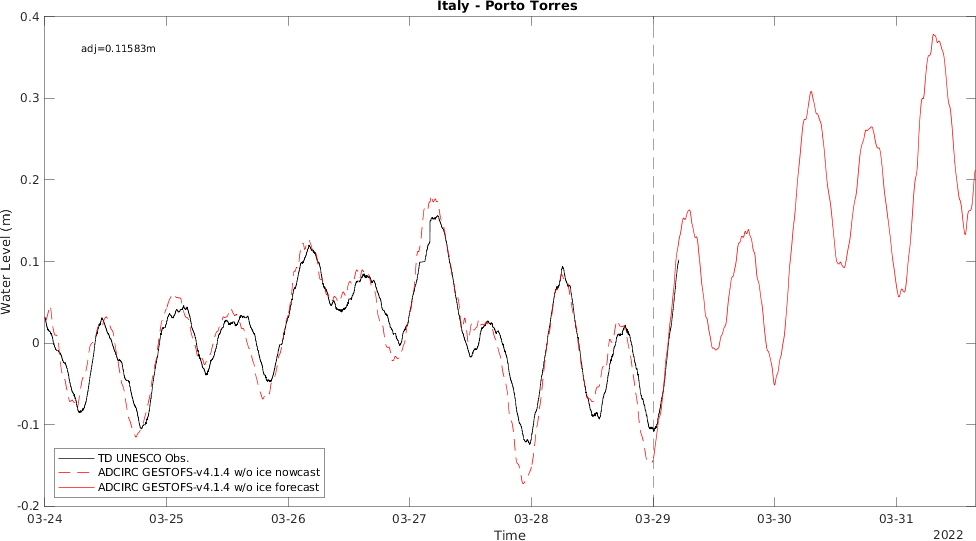 Italy - Porto Torres
adj=0.11583m
0.4
0.3
0.2
0.1
0
-0.1
-0.2
Water Level (m)
TD UNESCO Obs.
ADCIRC GESTOFS-v4.1.4 w/o ice nowcast
ADCIRC GESTOFS-v4.1.4 w/o ice forecast
03-24 03-25 03-26 03-27 03-28 03-29 03-30 03-31
Time
2022